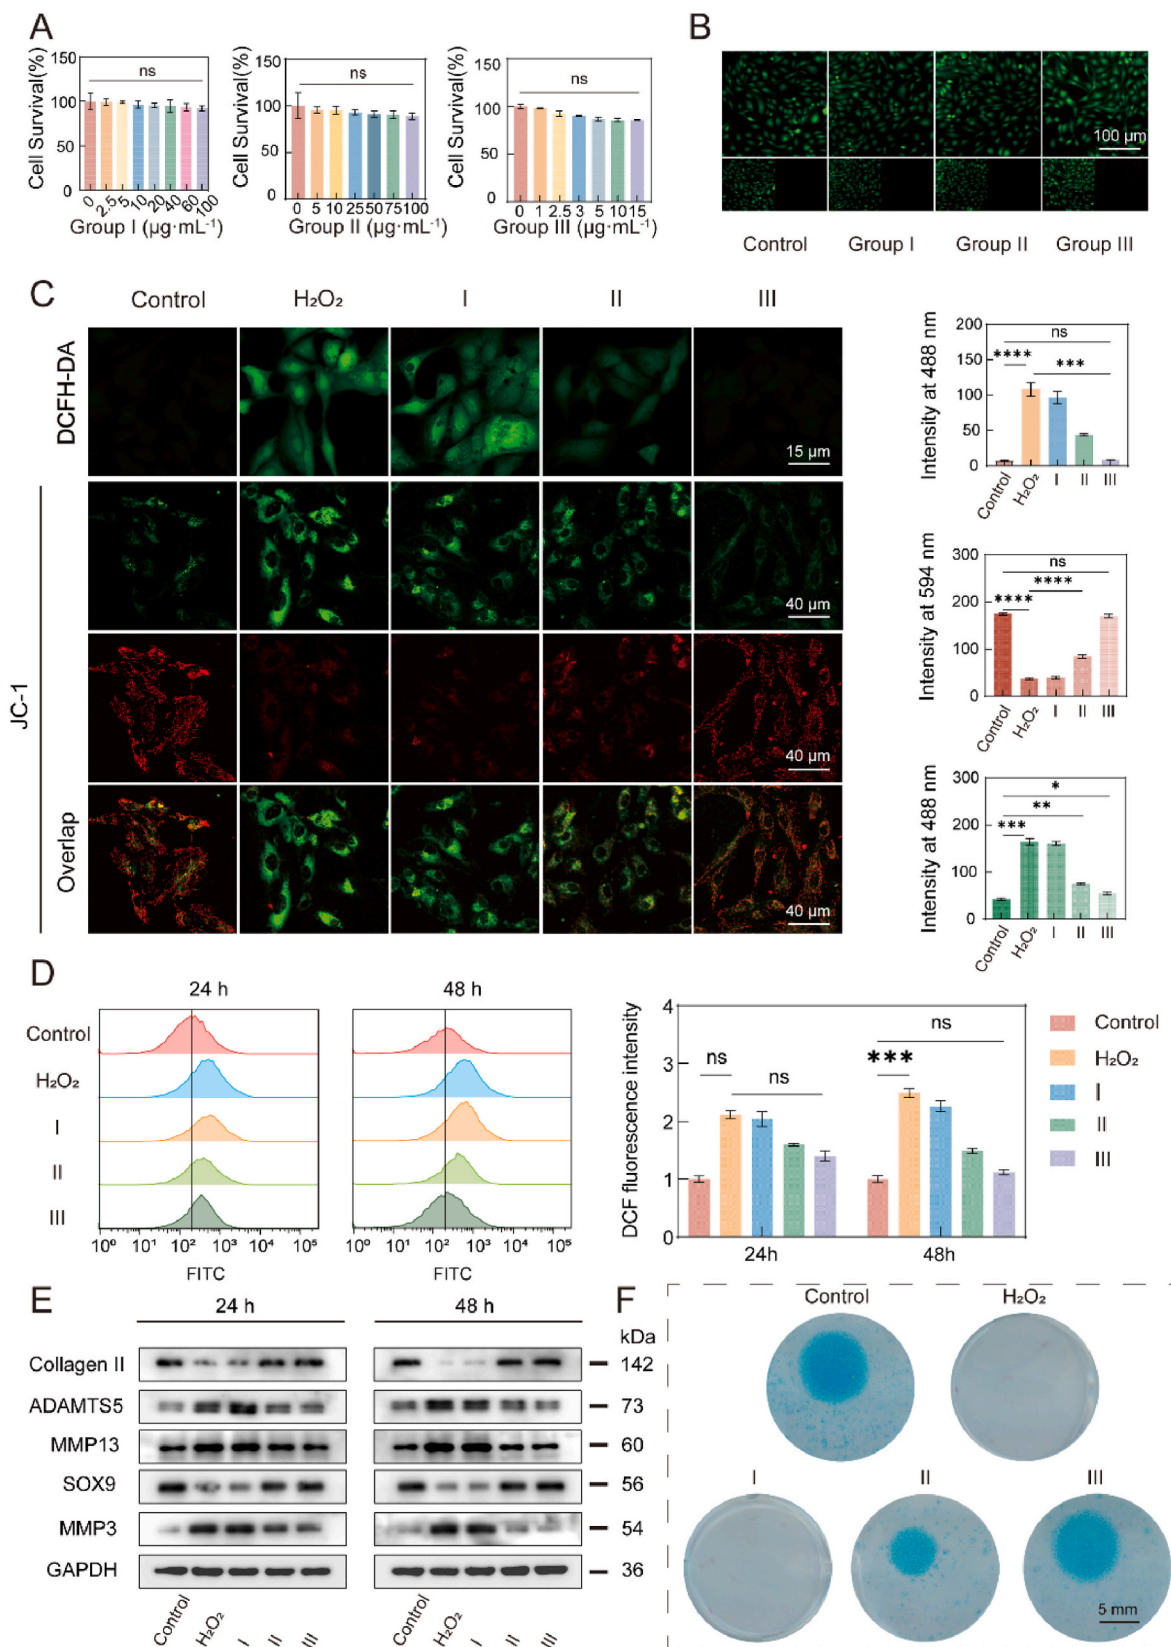 A
Cell Survival(%)
150
100
50
0
ns
0 2.5 5 10 20 40 60 100
Group I (μg·mL⁻¹)
Cell Survival(%)
150
100
50
0
ns
0 5 10 25 50 75 100
Group II (μg·mL⁻¹)
Cell Survival(%)
150
100
50
0
ns
0 1 2.5 3 5 10 15
Group III (μg·mL⁻¹)
B
100 μm
Control Group I Group II Group III
C
Control H₂O₂ I II III
DCFH-DA
15 μm
JC-1
40 μm
40 μm
Overlap
40 μm
Intensity at 488 nm
200
150
100
50
0
ns
**** ***
Control H₂O₂ I II III
Intensity at 594 nm
300
200
100
0
ns
****
****
Control H₂O₂ I II III
Intensity at 488 nm
300
200
100
0
*
**
***
Control H₂O₂ I II III
D
24 h 48 h
Control
H₂O₂
I
II
III
10⁰ 10¹ 10² 10³ 10⁴ 10⁵
FITC
10⁰ 10¹ 10² 10³ 10⁴ 10⁵
FITC
DCF fluorescence intensity
4
3
2
1
0
ns
ns
***
ns
24h 48h
Control
H₂O₂
I
II
III
E
24 h 48 h
kDa
Collagen II 142
ADAMTS5 73
MMP13 60
SOX9 56
MMP3 54
GAPDH 36
Control H₂O₂ I II III
Control H₂O₂ I II III
F
Control H₂O₂
I II III
5 mm